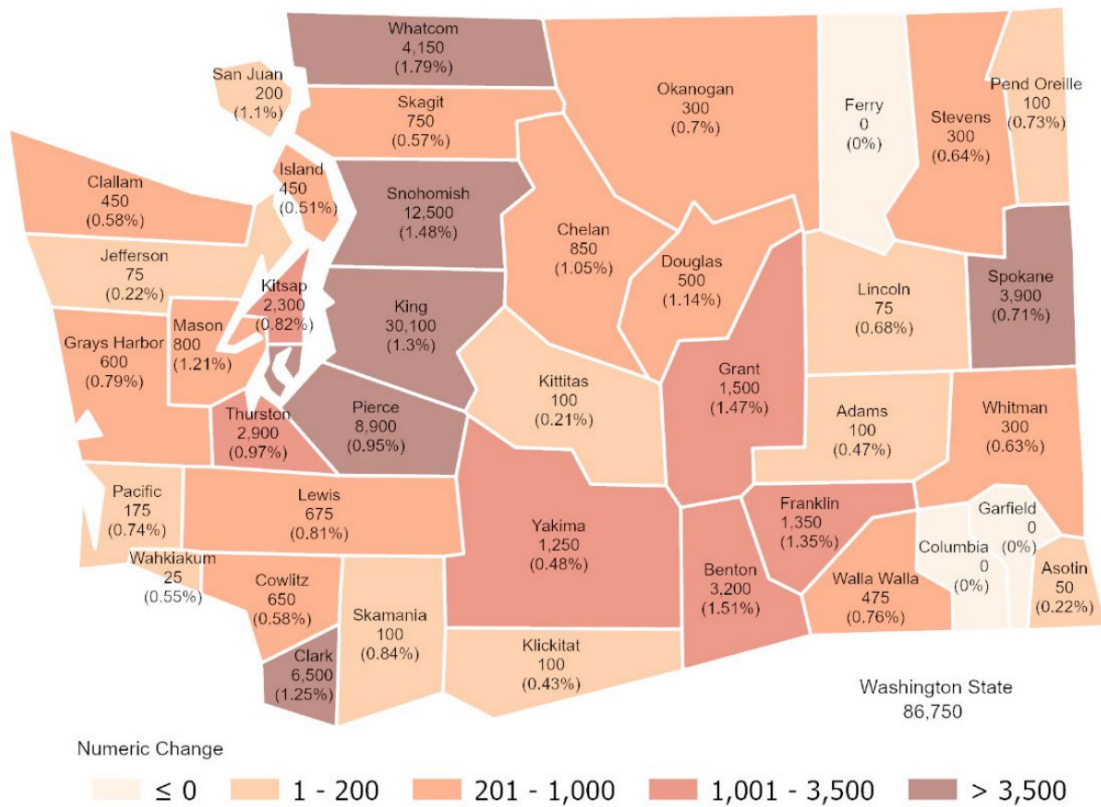 Whatcom
4,150
(1.79%)
San Juan
200
(1.1%)
Skagit
750
(0.57%)
Okanogan
300
(0.7%)
Ferry
0
(0%)
Stevens
300
(0.64%)
Pend Oreille
100
(0.73%)
Island
450
(0.51%)
Clallam
450
(0.58%)
Snohomish
12,500
(1.48%)
Chelan
850
(1.05%)
Jefferson
75
(0.22%)
Douglas
500
(1.14%)
Lincoln
75
(0.68%)
Spokane
3,900
(0.71%)
Kitsap
2,300
(0.82%)
King
30,100
(1.3%)
Mason
800
(1.21%)
Grays Harbor
600
(0.79%)
Grant
1,500
(1.47%)
Kittitas
100
(0.21%)
Thurston
2,900
(0.97%)
Pierce
8,900
(0.95%)
Adams
100
(0.47%)
Whitman
300
(0.63%)
Pacific
175
(0.74%)
Lewis
675
(0.81%)
Yakima
1,250
(0.48%)
Franklin
1,350
(1.35%)
Garfield
0
(0%)
Columbia
0
(0%)
Wahkiakum
25
(0.55%)
Cowlitz
650
(0.58%)
Skamania
100
(0.84%)
Benton
3,200
(1.51%)
Walla Walla
475
(0.76%)
Asotin
50
(0.22%)
Clark
6,500
(1.25%)
Klickitat
100
(0.43%)
Washington State
86,750
Numeric Change
≤ 0
1 - 200
201 - 1,000
1,001 - 3,500
> 3,500